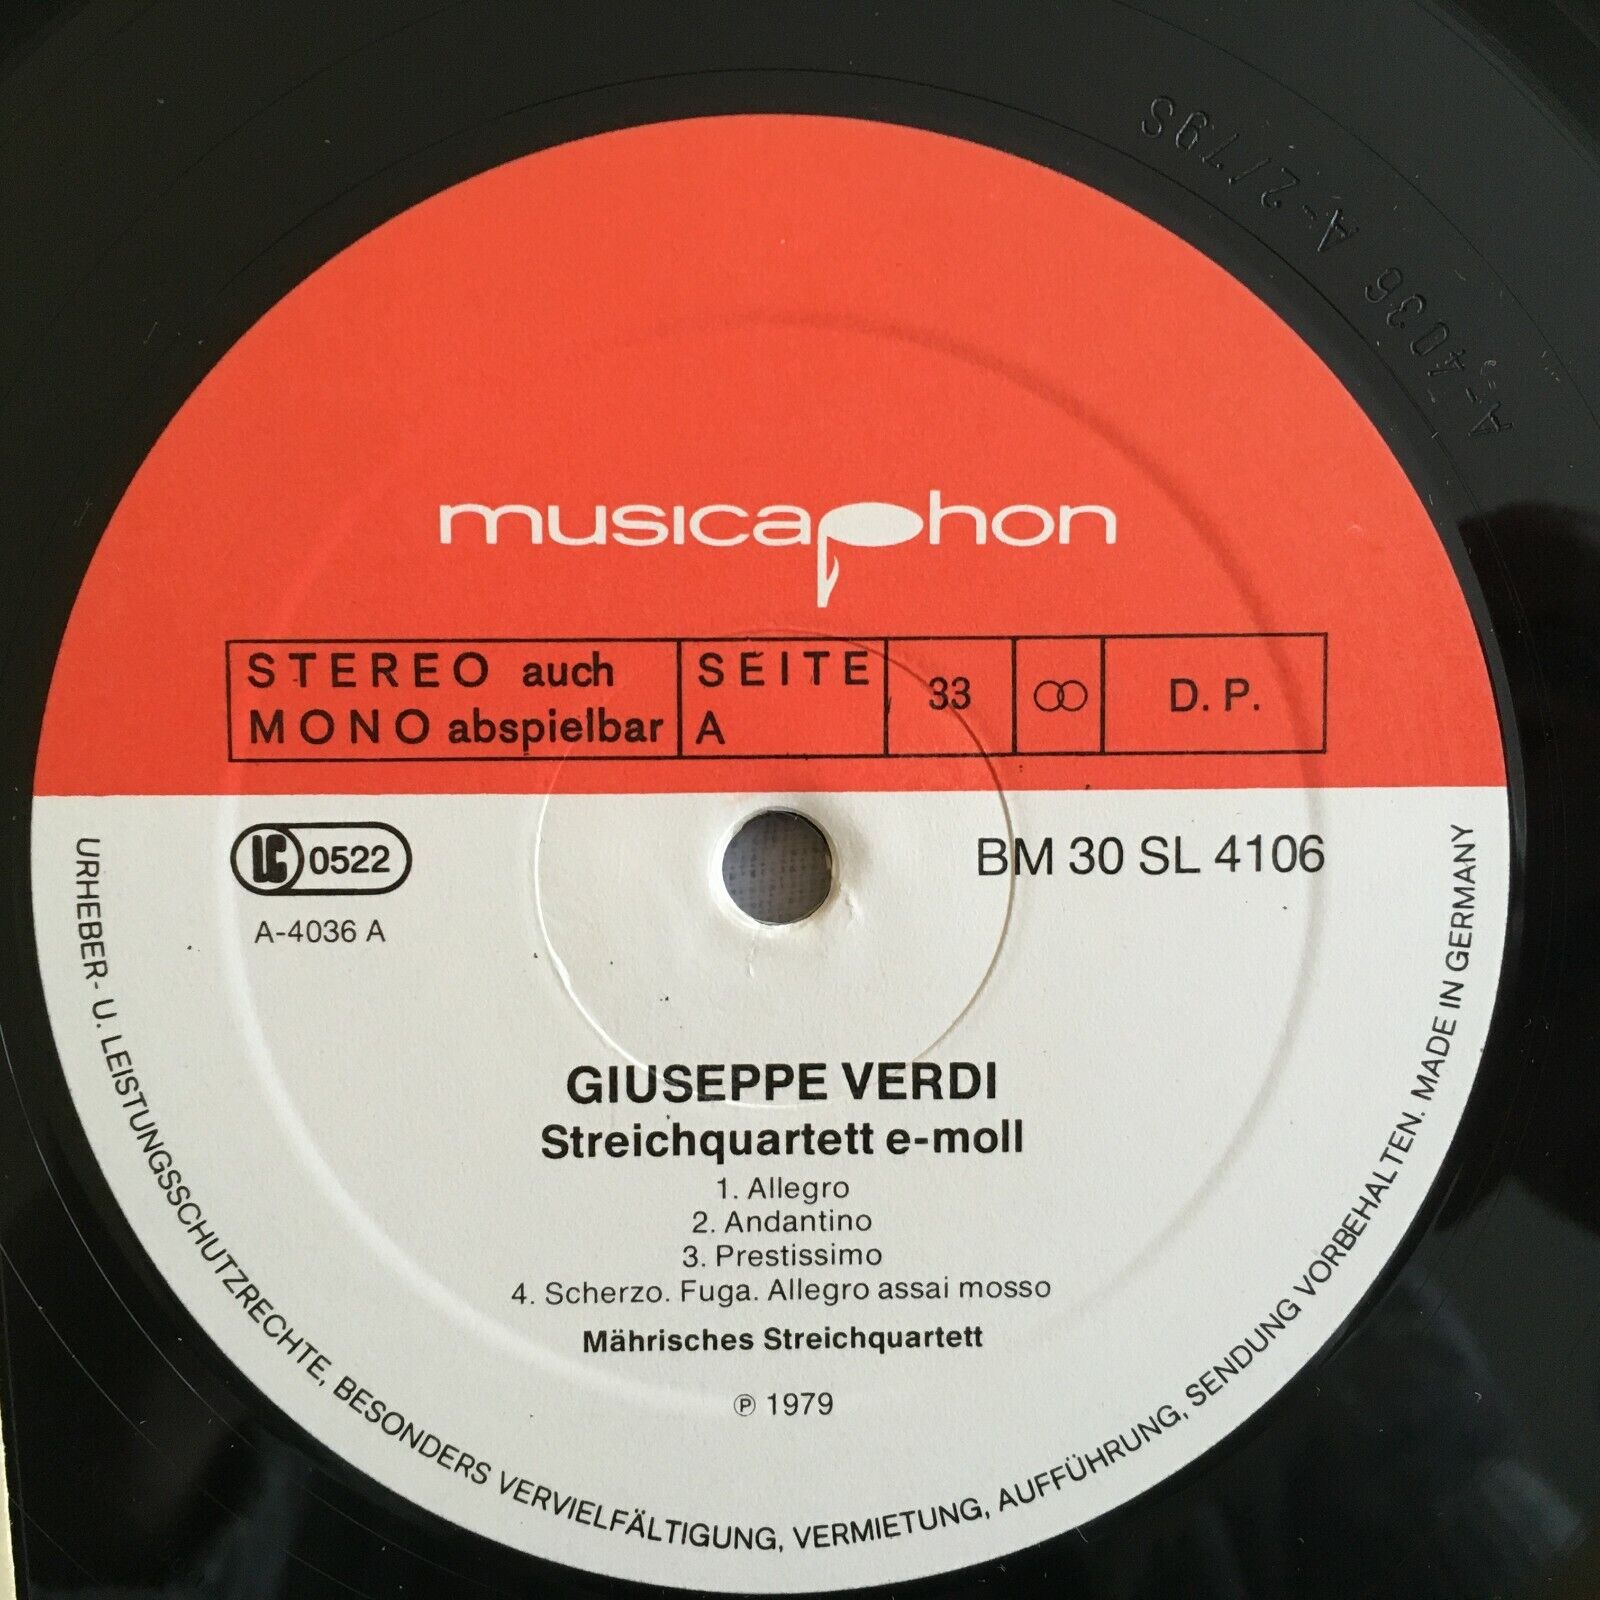 A-4036 A-2/79S
musicaphon
STEREO auch
MONO abspielbar
SEITE
A
33
D. P.
LC 0522
BM 30 SL 4106
A-4036 A
GIUSEPPE VERDI
Streichquartett e-moll
1. Allegro
2. Andantino
3. Prestissimo
4. Scherzo. Fuga. Allegro assai mosso
Mährisches Streichquartett
℗ 1979
URHEBER- U. LEISTUNGSSCHUTZRECHTE, BESONDERS VERVIELFÄLTIGUNG, VERMIETUNG, AUFFÜHRUNG, SENDUNG VORBEHALTEN. MADE IN GERMANY